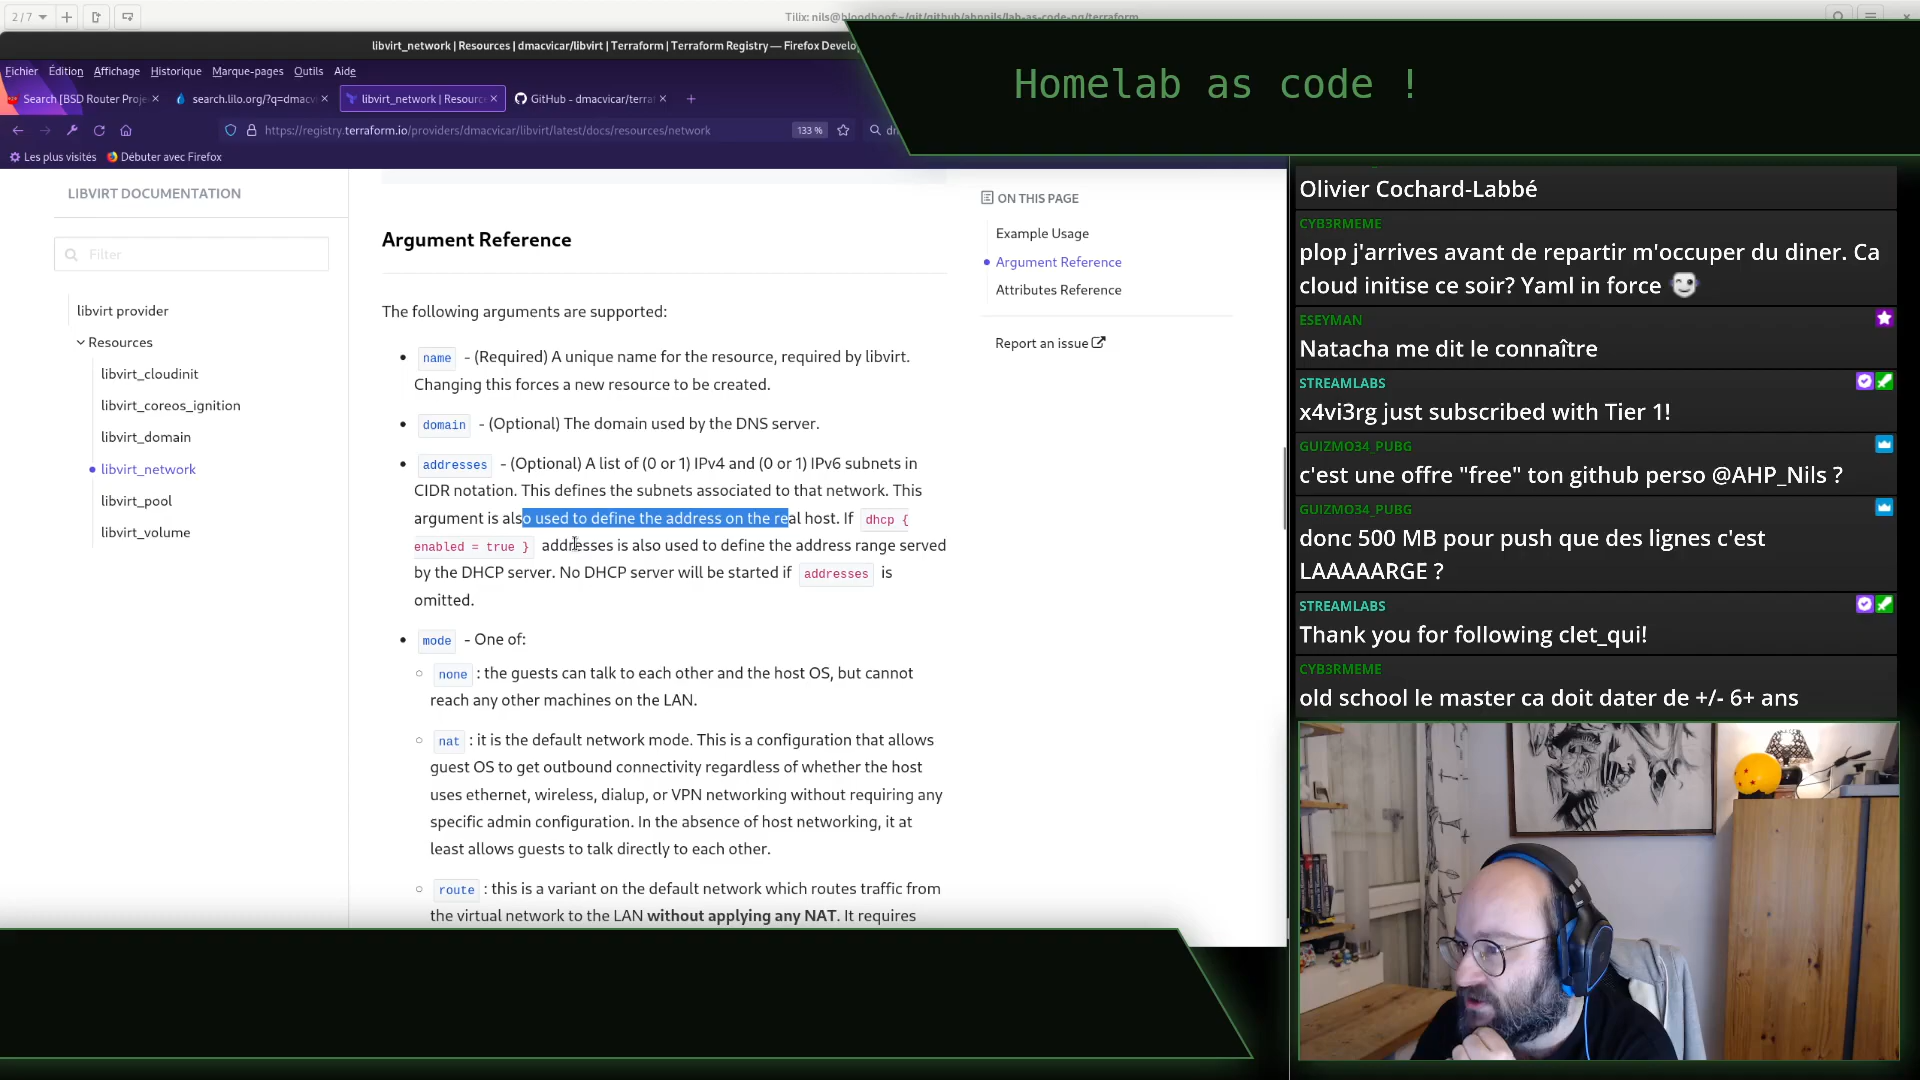 2 / 7
Tilix: nils@bloodhoof:~/git/github/ahpnils/lab-as-code-ng/terraform
libvirt_network | Resources | dmacvicar/libvirt | Terraform | Terraform Registry — Firefox Develo
Homelab as code !
Fichier Édition Affichage Historique Marque-pages Outils Aide
Search [BSD Router Proje
search.lilo.org/?q=dmacvi
libvirt_network | Resourc
GitHub - dmacvicar/terra
https://registry.terraform.io/providers/dmacvicar/libvirt/latest/docs/resources/network
133 %
Les plus visités Débuter avec Firefox
LIBVIRT DOCUMENTATION
Filter
libvirt provider
Resources
libvirt_cloudinit
libvirt_coreos_ignition
libvirt_domain
libvirt_network
libvirt_pool
libvirt_volume
Argument Reference
The following arguments are supported:
name - (Required) A unique name for the resource, required by libvirt.
Changing this forces a new resource to be created.
domain - (Optional) The domain used by the DNS server.
addresses - (Optional) A list of (0 or 1) IPv4 and (0 or 1) IPv6 subnets in
CIDR notation. This defines the subnets associated to that network. This
argument is also used to define the address on the real host. If dhcp {
enabled = true } addresses is also used to define the address range served
by the DHCP server. No DHCP server will be started if addresses is
omitted.
mode - One of:
none : the guests can talk to each other and the host OS, but cannot
reach any other machines on the LAN.
nat : it is the default network mode. This is a configuration that allows
guest OS to get outbound connectivity regardless of whether the host
uses ethernet, wireless, dialup, or VPN networking without requiring any
specific admin configuration. In the absence of host networking, it at
least allows guests to talk directly to each other.
route : this is a variant on the default network which routes traffic from
the virtual network to the LAN without applying any NAT. It requires
ON THIS PAGE
Example Usage
Argument Reference
Attributes Reference
Report an issue
Olivier Cochard-Labbé
CYB3RMEME
plop j'arrives avant de repartir m'occuper du diner. Ca
cloud initise ce soir? Yaml in force
ESEYMAN
Natacha me dit le connaître
STREAMLABS
x4vi3rg just subscribed with Tier 1!
GUIZMO34_PUBG
c'est une offre "free" ton github perso @AHP_Nils ?
GUIZMO34_PUBG
donc 500 MB pour push que des lignes c'est
LAAAAARGE ?
STREAMLABS
Thank you for following clet_qui!
CYB3RMEME
old school le master ca doit dater de +/- 6+ ans